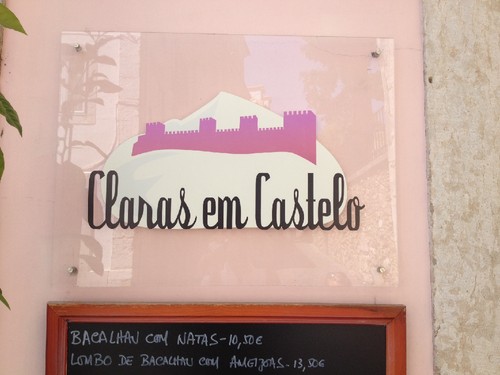 Claras em Castelo
BACALHAU COM NATAS-10,50€
LOMBO DE BACALHAU COM AMEIJOAS-13,50€